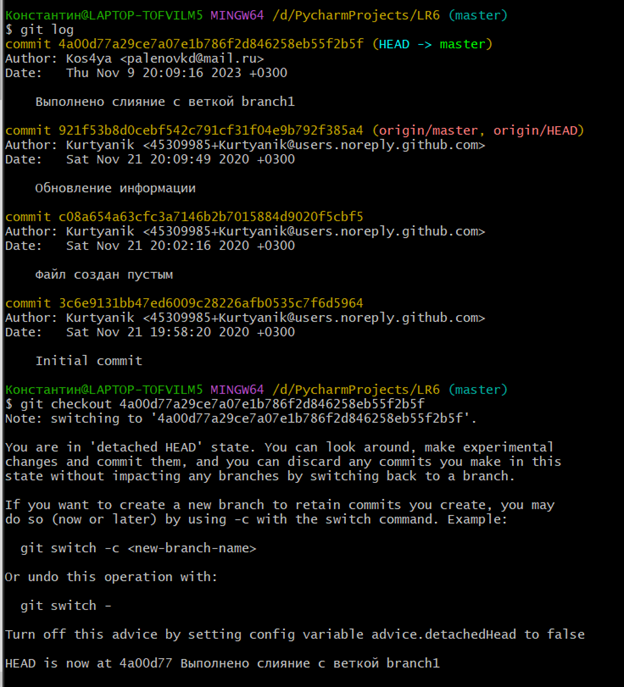 Константин@LAPTOP-TOFVILM5 MINGW64 /d/PycharmProjects/LR6 (master)
$ git log
commit 4a00d77a29ce7a07e1b786f2d846258eb55f2b5f (HEAD -> master)
Author: Kos4ya <palenovkd@mail.ru>
Date:   Thu Nov 9 20:09:16 2023 +0300
    Выполнено слияние с веткой branch1
commit 921f53b8d0cebf542c791cf31f04e9b792f385a4 (origin/master, origin/HEAD)
Author: Kurtyanik <45309985+Kurtyanik@users.noreply.github.com>
Date:   Sat Nov 21 20:09:49 2020 +0300
    Обновление информации
commit c08a654a63cfc3a7146b2b7015884d9020f5cbf5
Author: Kurtyanik <45309985+Kurtyanik@users.noreply.github.com>
Date:   Sat Nov 21 20:02:16 2020 +0300
    Файл создан пустым
commit 3c6e9131bb47ed6009c28226afb0535c7f6d5964
Author: Kurtyanik <45309985+Kurtyanik@users.noreply.github.com>
Date:   Sat Nov 21 19:58:20 2020 +0300
    Initial commit
Константин@LAPTOP-TOFVILM5 MINGW64 /d/PycharmProjects/LR6 (master)
$ git checkout 4a00d77a29ce7a07e1b786f2d846258eb55f2b5f
Note: switching to '4a00d77a29ce7a07e1b786f2d846258eb55f2b5f'.
You are in 'detached HEAD' state. You can look around, make experimental
changes and commit them, and you can discard any commits you make in this
state without impacting any branches by switching back to a branch.
If you want to create a new branch to retain commits you create, you may
do so (now or later) by using -c with the switch command. Example:
  git switch -c <new-branch-name>
Or undo this operation with:
  git switch -
Turn off this advice by setting config variable advice.detachedHead to false
HEAD is now at 4a00d77 Выполнено слияние с веткой branch1